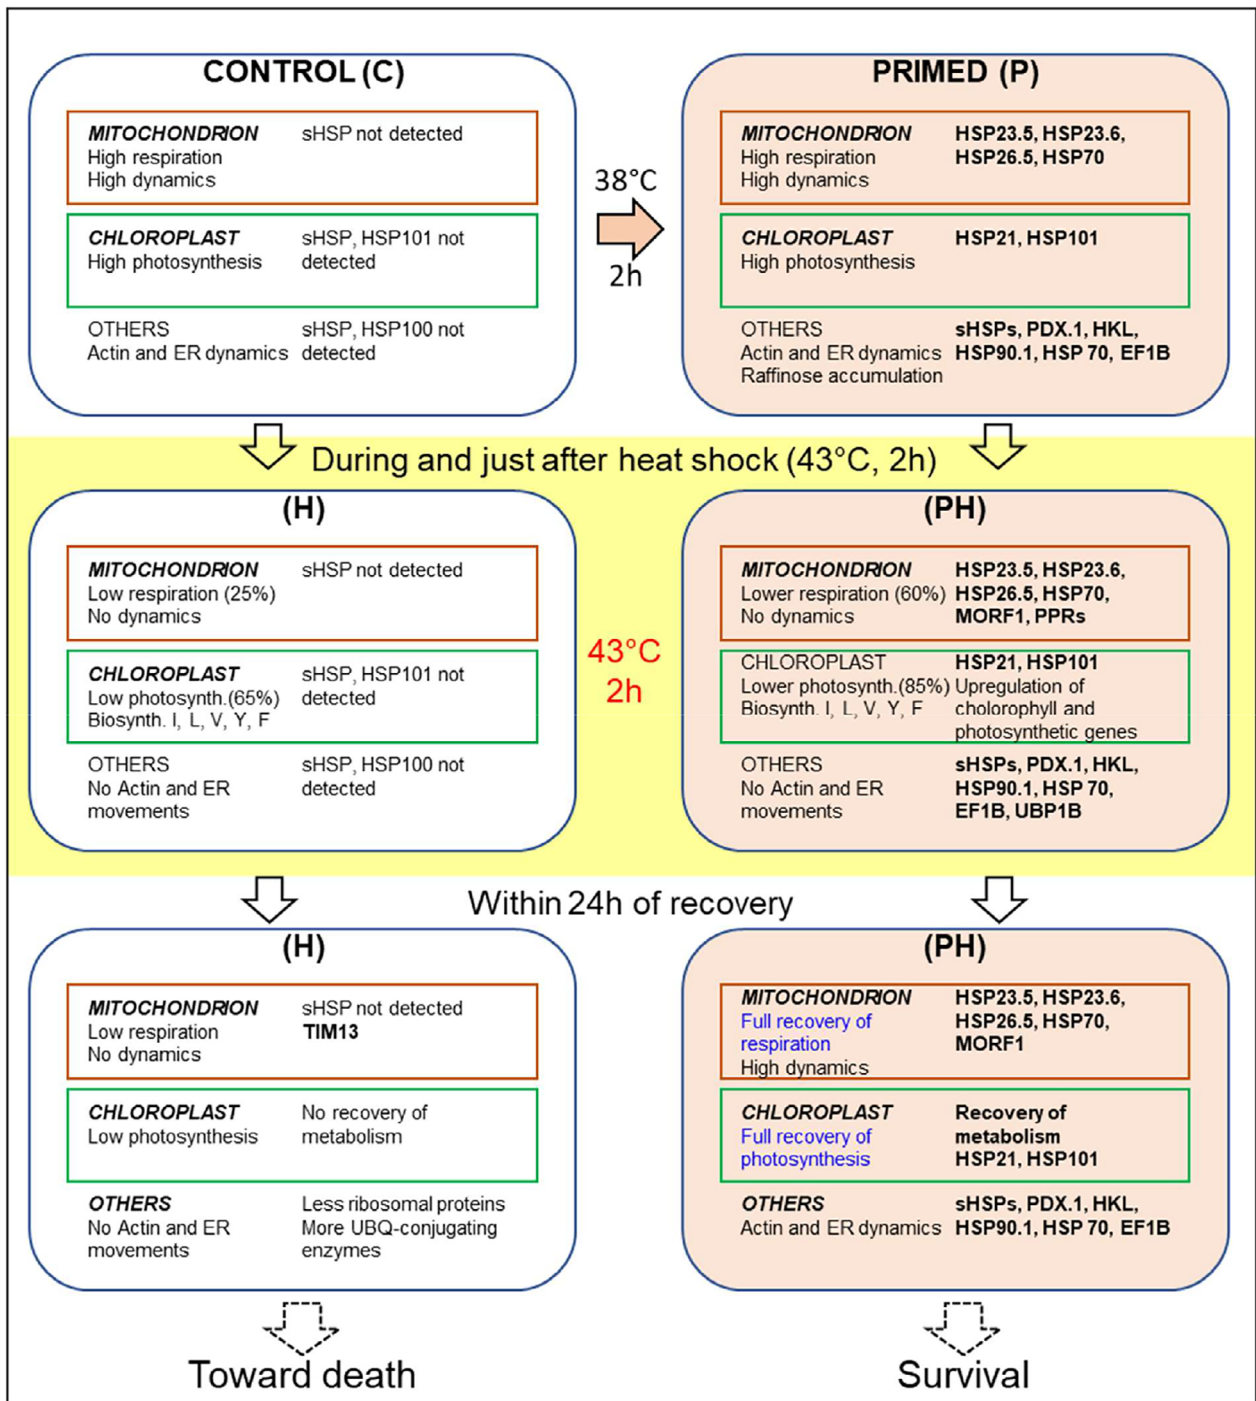 CONTROL (C)
MITOCHONDRION
High respiration
High dynamics
sHSP not detected
CHLOROPLAST
High photosynthesis
sHSP, HSP101 not
detected
OTHERS
Actin and ER dynamics
sHSP, HSP100 not
detected
38°C
2h
PRIMED (P)
MITOCHONDRION
High respiration
High dynamics
HSP23.5, HSP23.6,
HSP26.5, HSP70
CHLOROPLAST
High photosynthesis
HSP21, HSP101
OTHERS
Actin and ER dynamics
Raffinose accumulation
sHSPs, PDX.1, HKL,
HSP90.1, HSP 70, EF1B
During and just after heat shock (43°C, 2h)
(H)
MITOCHONDRION
Low respiration (25%)
No dynamics
sHSP not detected
CHLOROPLAST
Low photosynth.(65%)
Biosynth. I, L, V, Y, F
sHSP, HSP101 not
detected
OTHERS
No Actin and ER
movements
sHSP, HSP100 not
detected
43°C
2h
(PH)
MITOCHONDRION
Lower respiration (60%)
No dynamics
HSP23.5, HSP23.6,
HSP26.5, HSP70,
MORF1, PPRs
CHLOROPLAST
Lower photosynth.(85%)
Biosynth. I, L, V, Y, F
HSP21, HSP101
Upregulation of
cholorophyll and
photosynthetic genes
OTHERS
No Actin and ER
movements
sHSPs, PDX.1, HKL,
HSP90.1, HSP 70,
EF1B, UBP1B
Within 24h of recovery
(H)
MITOCHONDRION
Low respiration
No dynamics
sHSP not detected
TIM13
CHLOROPLAST
Low photosynthesis
No recovery of
metabolism
OTHERS
No Actin and ER
movements
Less ribosomal proteins
More UBQ-conjugating
enzymes
(PH)
MITOCHONDRION
Full recovery of
respiration
High dynamics
HSP23.5, HSP23.6,
HSP26.5, HSP70,
MORF1
CHLOROPLAST
Full recovery of
photosynthesis
Recovery of
metabolism
HSP21, HSP101
OTHERS
Actin and ER dynamics
sHSPs, PDX.1, HKL,
HSP90.1, HSP 70, EF1B
Toward death
Survival